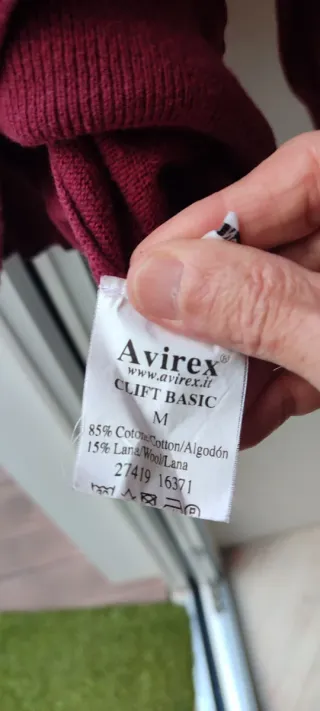 Avirex®
www.avirex.it
CLIFT BASIC
M
85% Cotone/Cotton/Algodón
15% Lana/Wool/Lana
27419 16371